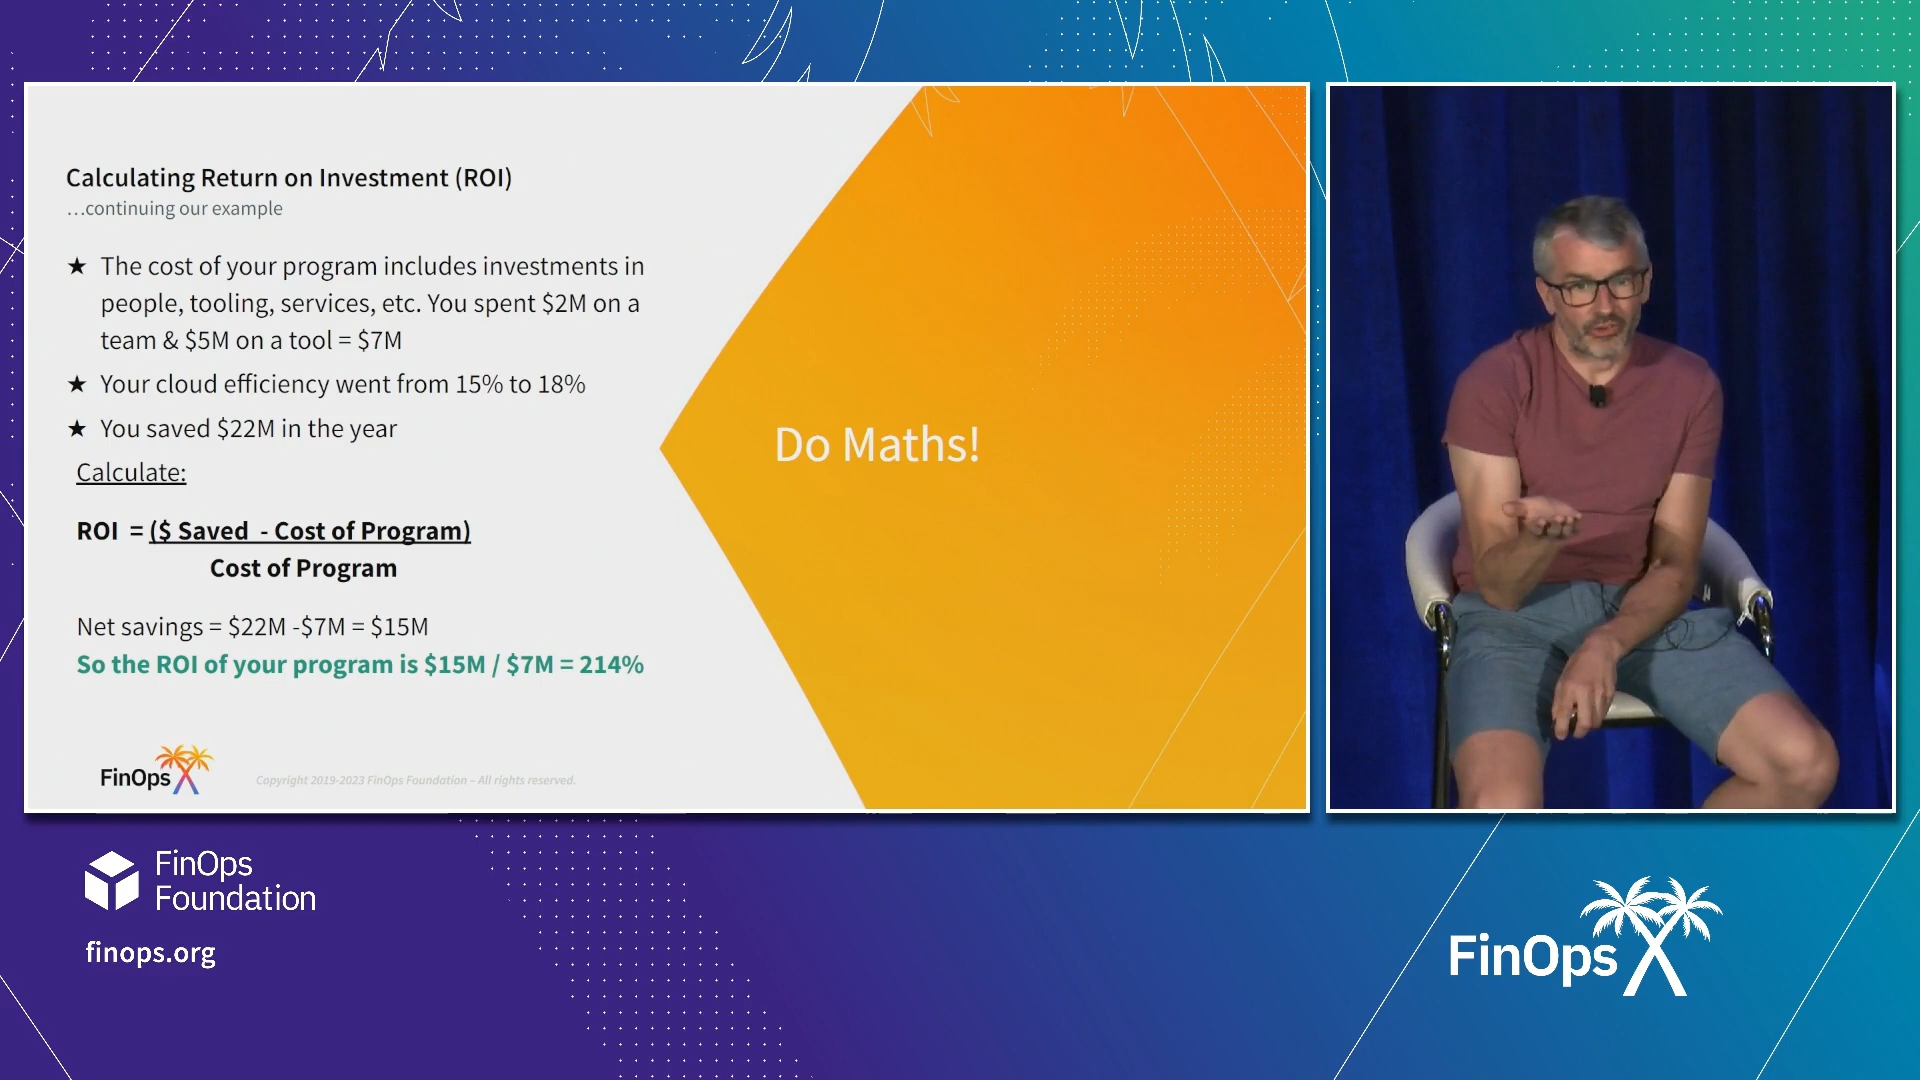 Calculating Return on Investment (ROI)
...continuing our example
★ The cost of your program includes investments in
people, tooling, services, etc. You spent $2M on a
team & $5M on a tool = $7M
★ Your cloud efficiency went from 15% to 18%
★ You saved $22M in the year
Calculate:
ROI = ($ Saved - Cost of Program)
Cost of Program
Net savings = $22M -$7M = $15M
So the ROI of your program is $15M / $7M = 214%
FinOps X
Copyright 2019-2023 FinOps Foundation – All rights reserved.
Do Maths!
FinOps
Foundation
finops.org
FinOps X